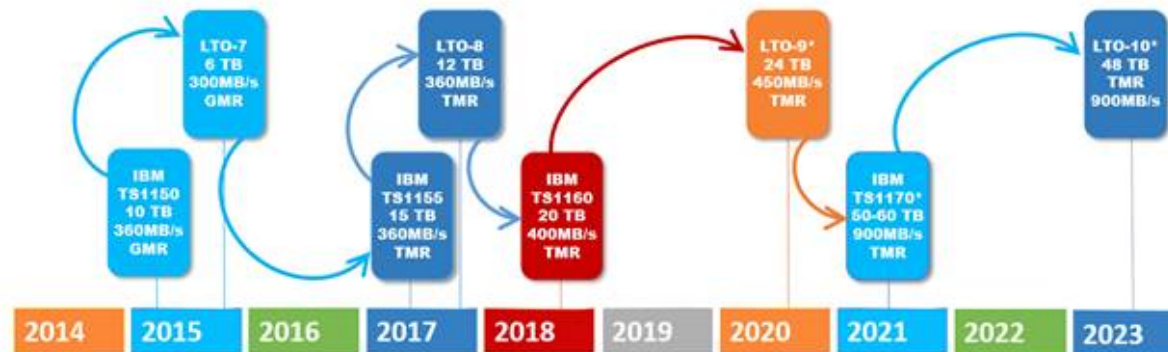 LTO-7
6 TB
300MB/s
GMR
LTO-8
12 TB
360MB/s
TMR
LTO-9*
24 TB
450MB/s
TMR
LTO-10*
48 TB
TMR
900MB/s
IBM
TS1150
10 TB
360MB/s
GMR
IBM
TS1155
15 TB
360MB/s
TMR
IBM
TS1160
20 TB
400MB/s
TMR
IBM
TS1170*
50-60 TB
900MB/s
TMR
2014 2015 2016 2017 2018 2019 2020 2021 2022 2023